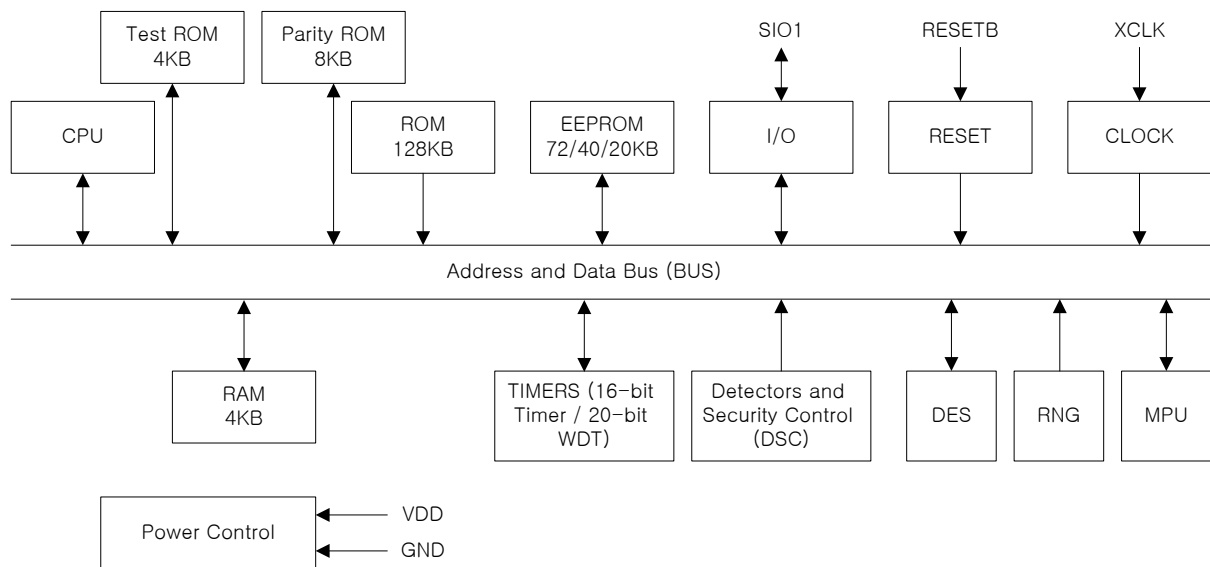 Test ROM
4KB
Parity ROM
8KB
SIO1
RESETB
XCLK
CPU
ROM
128KB
EEPROM
72/40/20KB
I/O
RESET
CLOCK
Address and Data Bus (BUS)
RAM
4KB
TIMERS (16-bit
Timer / 20-bit
WDT)
Detectors and
Security Control
(DSC)
DES
RNG
MPU
Power Control
VDD
GND